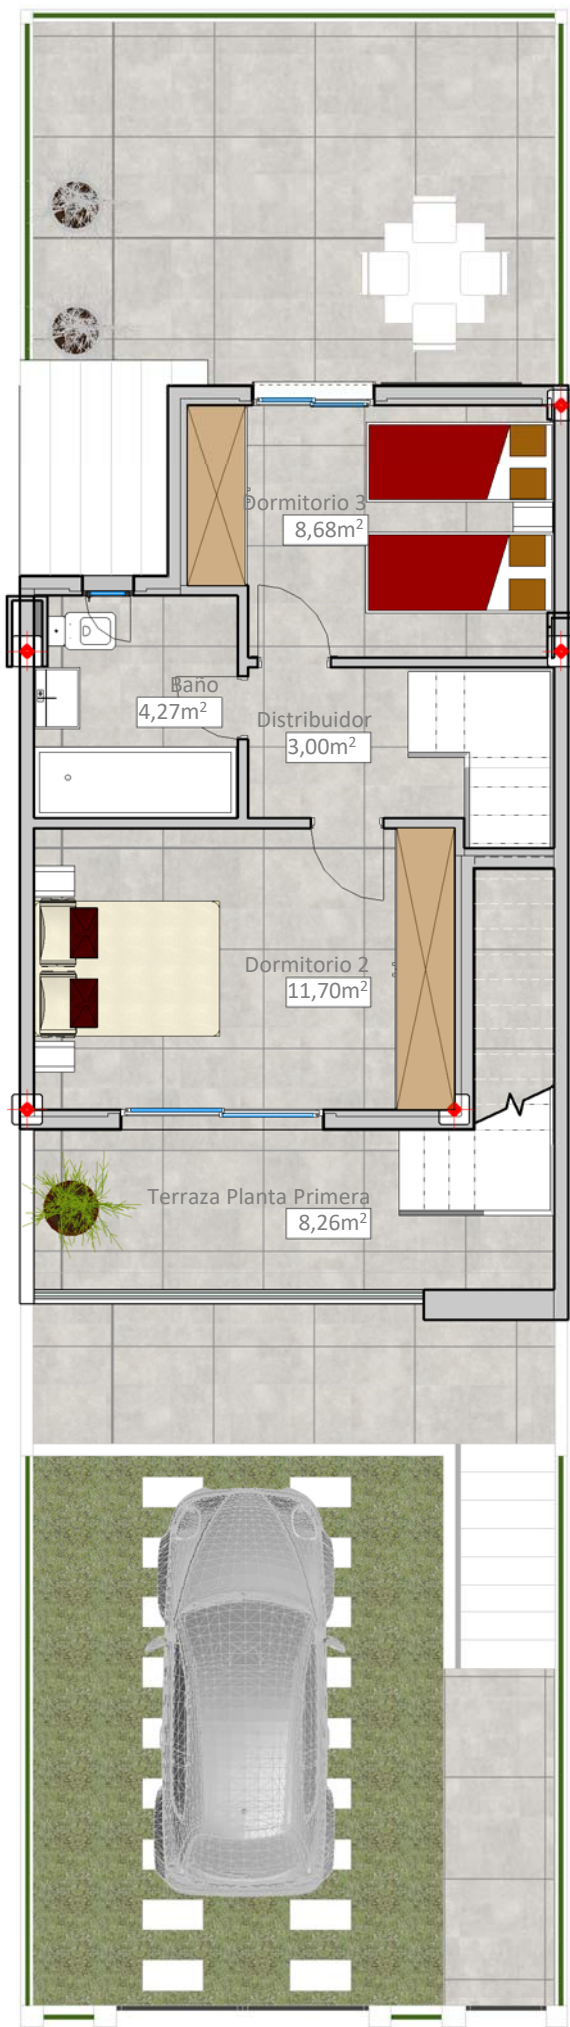 Dormitorio 3
8,68m²
Baño
4,27m²
Distribuidor
3,00m²
Dormitorio 2
11,70m²
Terraza Planta Primera
8,26m²